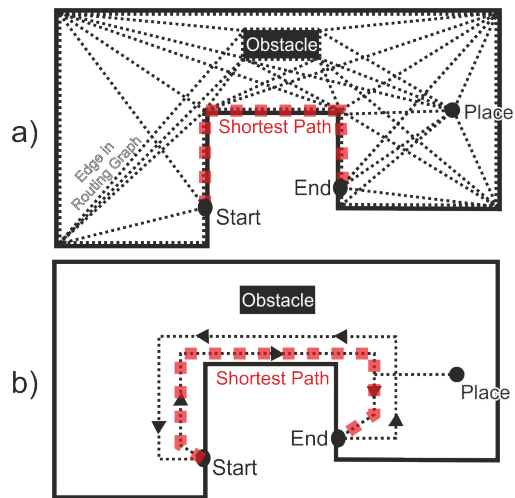 Obstacle
a)
Shortest Path
Place
Edge in
Routing Graph
End
Start
Obstacle
b)
Shortest Path
Place
End
Start